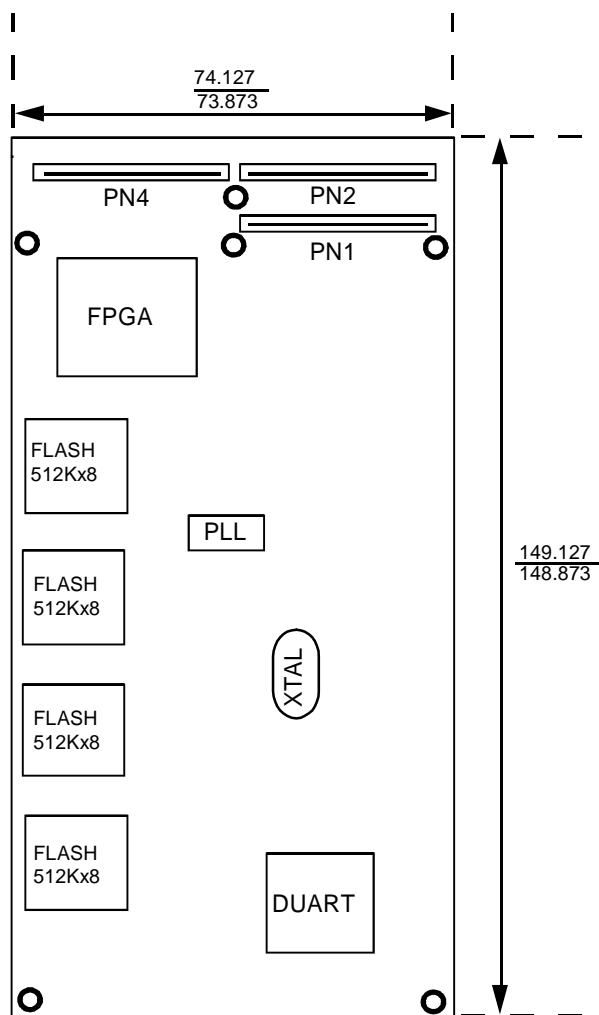 74.127
73.873
PN4
PN2
PN1
FPGA
FLASH
512Kx8
PLL
149.127
148.873
FLASH
512Kx8
XTAL
FLASH
512Kx8
FLASH
512Kx8
DUART